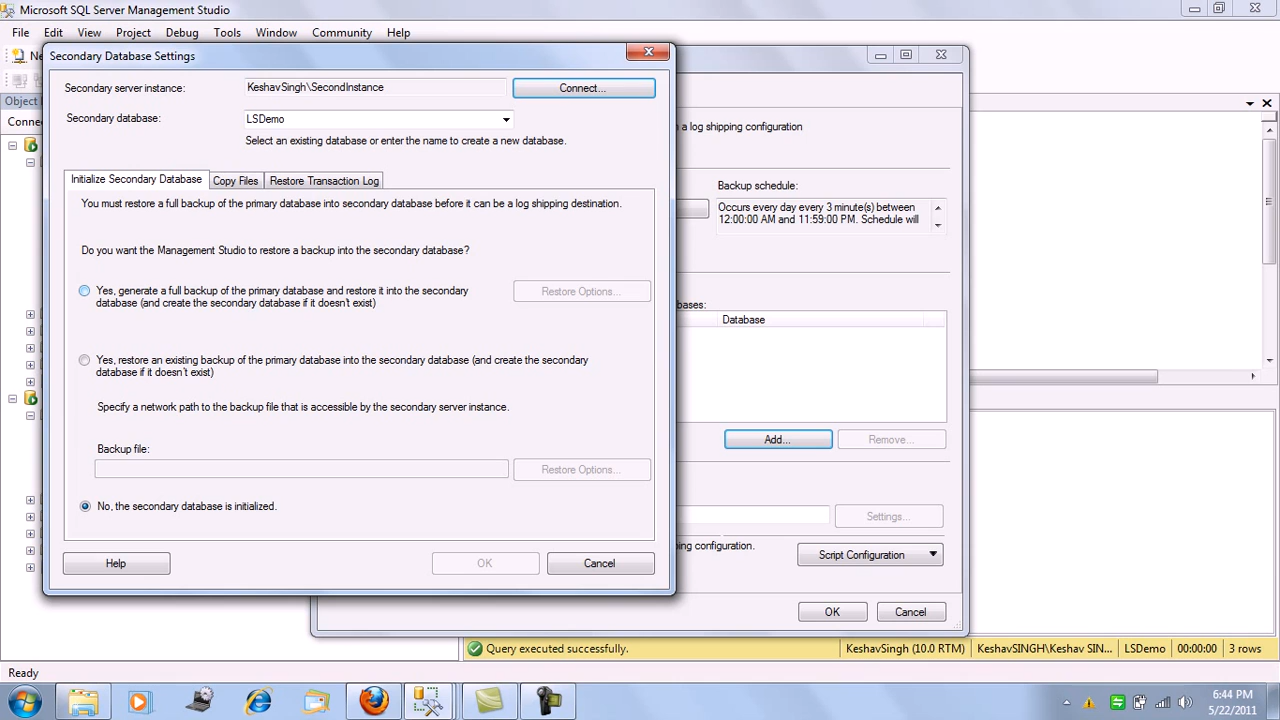 Microsoft SQL Server Management Studio
File Edit View Project Debug Tools Window Community Help
Secondary Database Settings
Secondary server instance:
KeshavSingh\SecondInstance
Connect...
Secondary database:
LSDemo
Select an existing database or enter the name to create a new database.
Initialize Secondary Database
Copy Files
Restore Transaction Log
You must restore a full backup of the primary database into secondary database before it can be a log shipping destination.
Do you want the Management Studio to restore a backup into the secondary database?
Yes, generate a full backup of the primary database and restore it into the secondary
database (and create the secondary database if it doesn't exist)
Restore Options...
Yes, restore an existing backup of the primary database into the secondary database (and create the secondary
database if it doesn't exist)
Specify a network path to the backup file that is accessible by the secondary server instance.
Backup file:
Restore Options...
No, the secondary database is initialized.
Help
OK
Cancel
a log shipping configuration
Backup schedule:
Occurs every day every 3 minute(s) between
12:00:00 AM and 11:59:00 PM. Schedule will
Database
Add...
Remove...
Settings...
configuration.
Script Configuration
OK
Cancel
Query executed successfully.
KeshavSingh (10.0 RTM)
KeshavSINGH\Keshav SIN...
LSDemo
00:00:00
3 rows
Ready
6:44 PM
5/22/2011